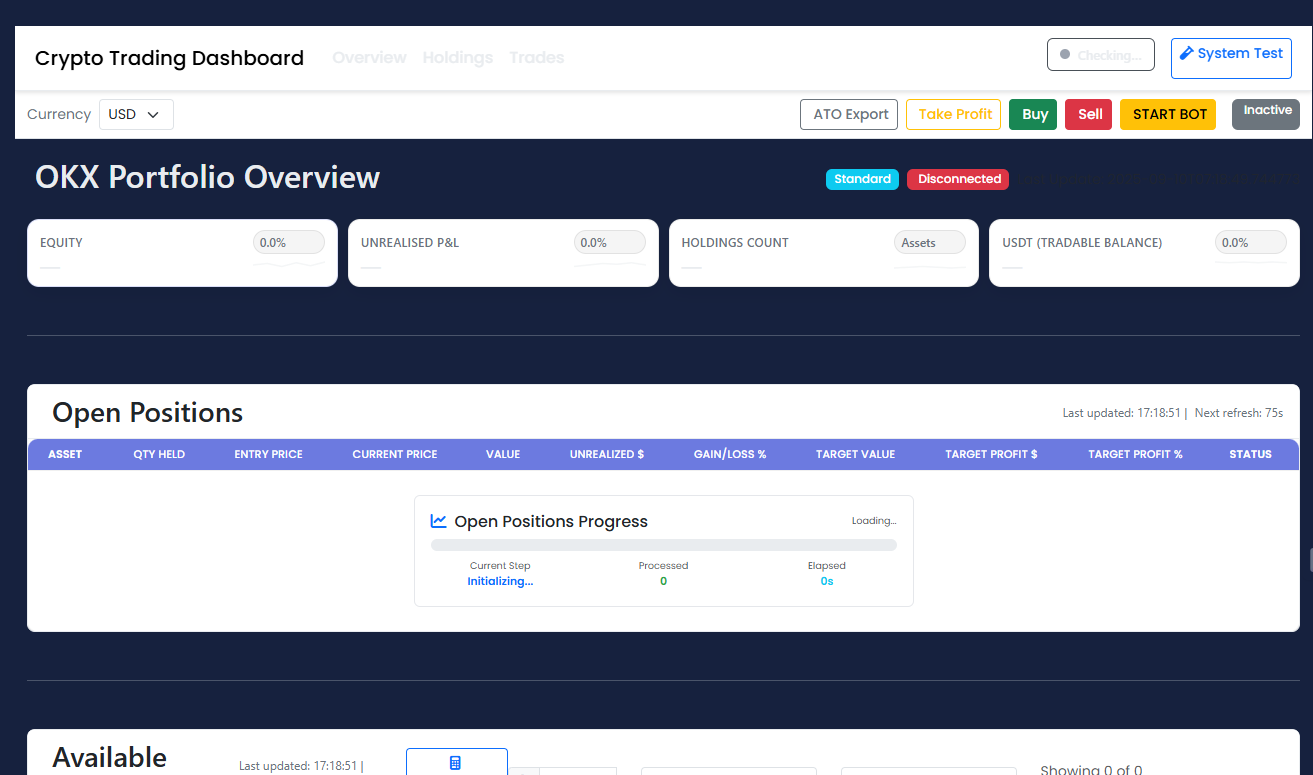 Crypto Trading Dashboard Overview Holdings Trades Checking... System Test
Currency USD ATO Export Take Profit Buy Sell START BOT Inactive
OKX Portfolio Overview Standard Disconnected
EQUITY 0.0% UNREALISED P&L 0.0% HOLDINGS COUNT Assets USDT (TRADABLE BALANCE) 0.0%
Open Positions Last updated: 17:18:51 | Next refresh: 75s
ASSET QTY HELD ENTRY PRICE CURRENT PRICE VALUE UNREALIZED $ GAIN/LOSS % TARGET VALUE TARGET PROFIT $ TARGET PROFIT % STATUS
Open Positions Progress Loading...
Current Step Processed Elapsed
Initializing... 0 0s
Available Last updated: 17:18:51 | Showing 0 of 0